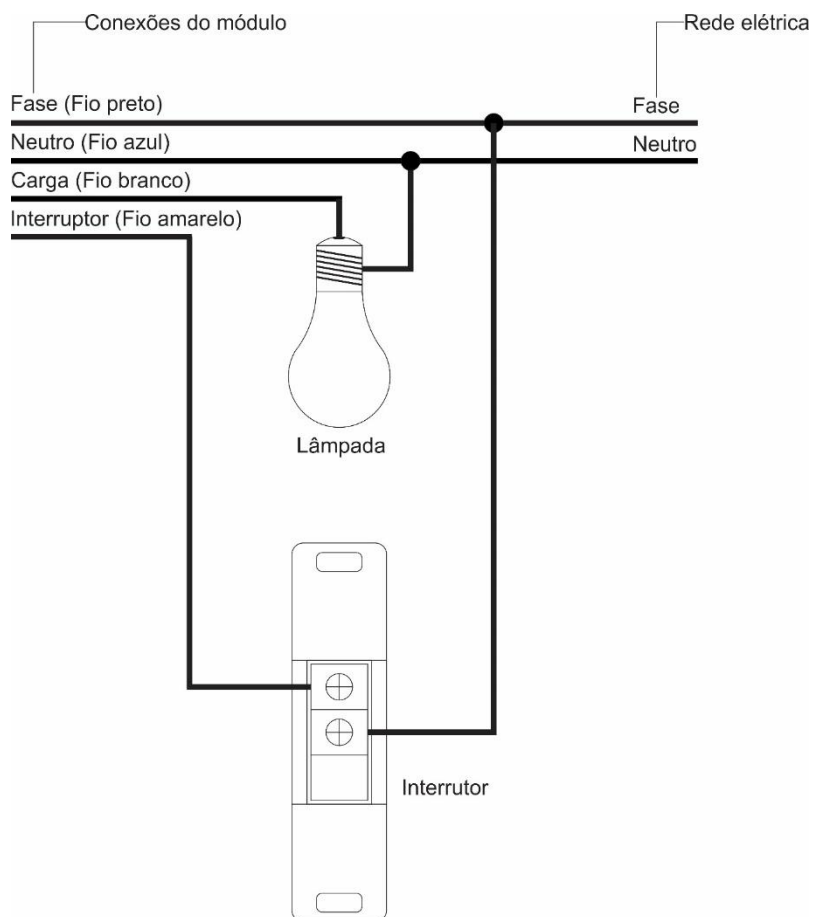 Conexões do módulo
Rede elétrica
Fase (Fio preto)
Fase
Neutro (Fio azul)
Neutro
Carga (Fio branco)
Interruptor (Fio amarelo)
Lâmpada
Interrutor